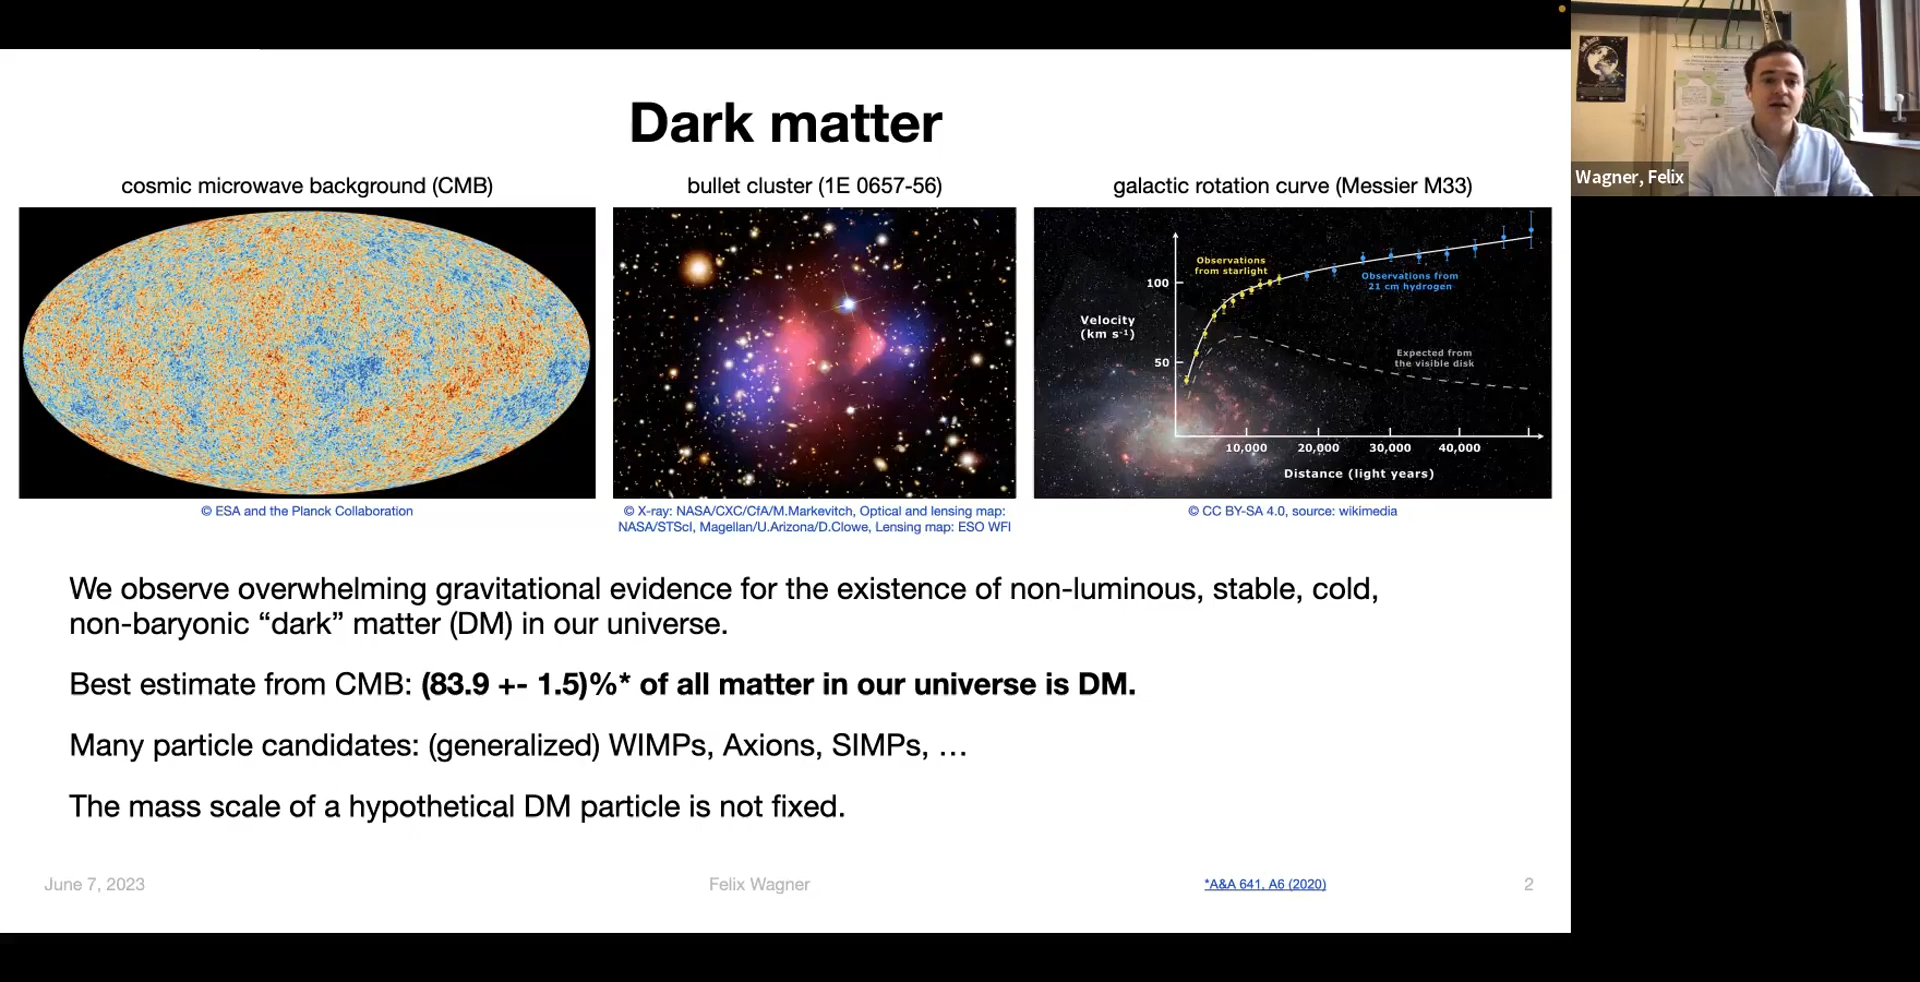 Dark matter
cosmic microwave background (CMB)
bullet cluster (1E 0657-56)
galactic rotation curve (Messier M33)
Observations
from starlight
100
Observations from
21 cm hydrogen
Velocity
(km s⁻¹)
50
Expected from
the visible disk
10,000
20,000
30,000
40,000
Distance (light years)
© ESA and the Planck Collaboration
© X-ray: NASA/CXC/CfA/M.Markevitch, Optical and lensing map:
NASA/STScI, Magellan/U.Arizona/D.Clowe, Lensing map: ESO WFI
© CC BY-SA 4.0, source: wikimedia
We observe overwhelming gravitational evidence for the existence of non-luminous, stable, cold,
non-baryonic “dark” matter (DM) in our universe.
Best estimate from CMB: (83.9 +- 1.5)%* of all matter in our universe is DM.
Many particle candidates: (generalized) WIMPs, Axions, SIMPs, …
The mass scale of a hypothetical DM particle is not fixed.
June 7, 2023
Felix Wagner
*A&A 641, A6 (2020)
2
Wagner, Felix